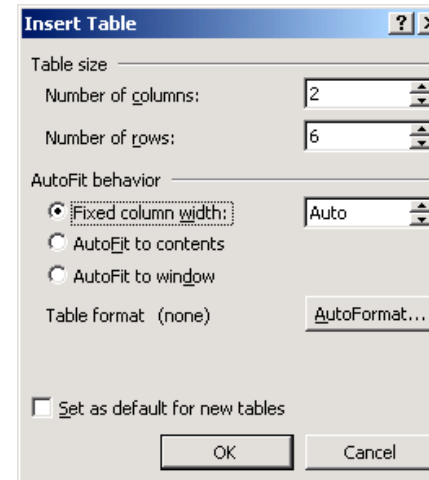 Insert Table ?
Table size
Number of columns: 2
Number of rows: 6
AutoFit behavior
Fixed column width: Auto
AutoFit to contents
AutoFit to window
Table format (none) AutoFormat...
Set as default for new tables
OK Cancel